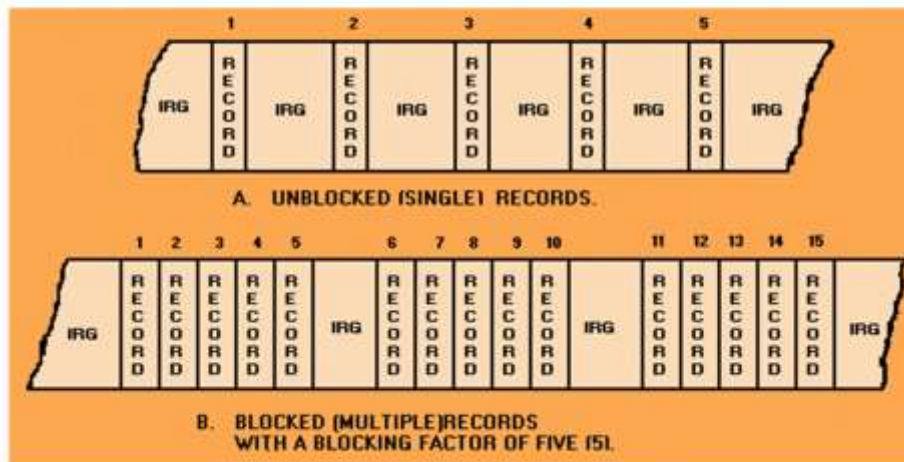 1 2 3 4 5
IRG RECORD IRG RECORD IRG RECORD IRG RECORD IRG RECORD IRG
A. UNBLOCKED (SINGLE) RECORDS.
1 2 3 4 5 6 7 8 9 10 11 12 13 14 15
IRG RECORD RECORD RECORD RECORD RECORD IRG RECORD RECORD RECORD RECORD RECORD IRG RECORD RECORD RECORD RECORD RECORD IRG
B. BLOCKED (MULTIPLE)RECORDS
WITH A BLOCKING FACTOR OF FIVE (5).